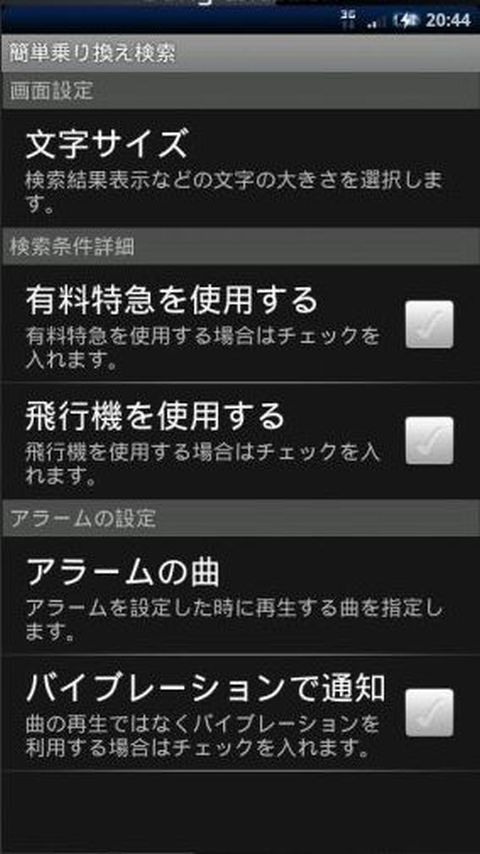 3G
20:44
簡単乗り換え検索
画面設定
文字サイズ
検索結果表示などの文字の大きさを選択しま
す。
検索条件詳細
有料特急を使用する
有料特急を使用する場合はチェックを
入れます。
飛行機を使用する
飛行機を使用する場合はチェックを入
れます。
アラームの設定
アラームの曲
アラームを設定した時に再生する曲を指定し
ます。
バイブレーションで通知
曲の再生ではなくバイブレーションを
利用する場合はチェックを入れます。